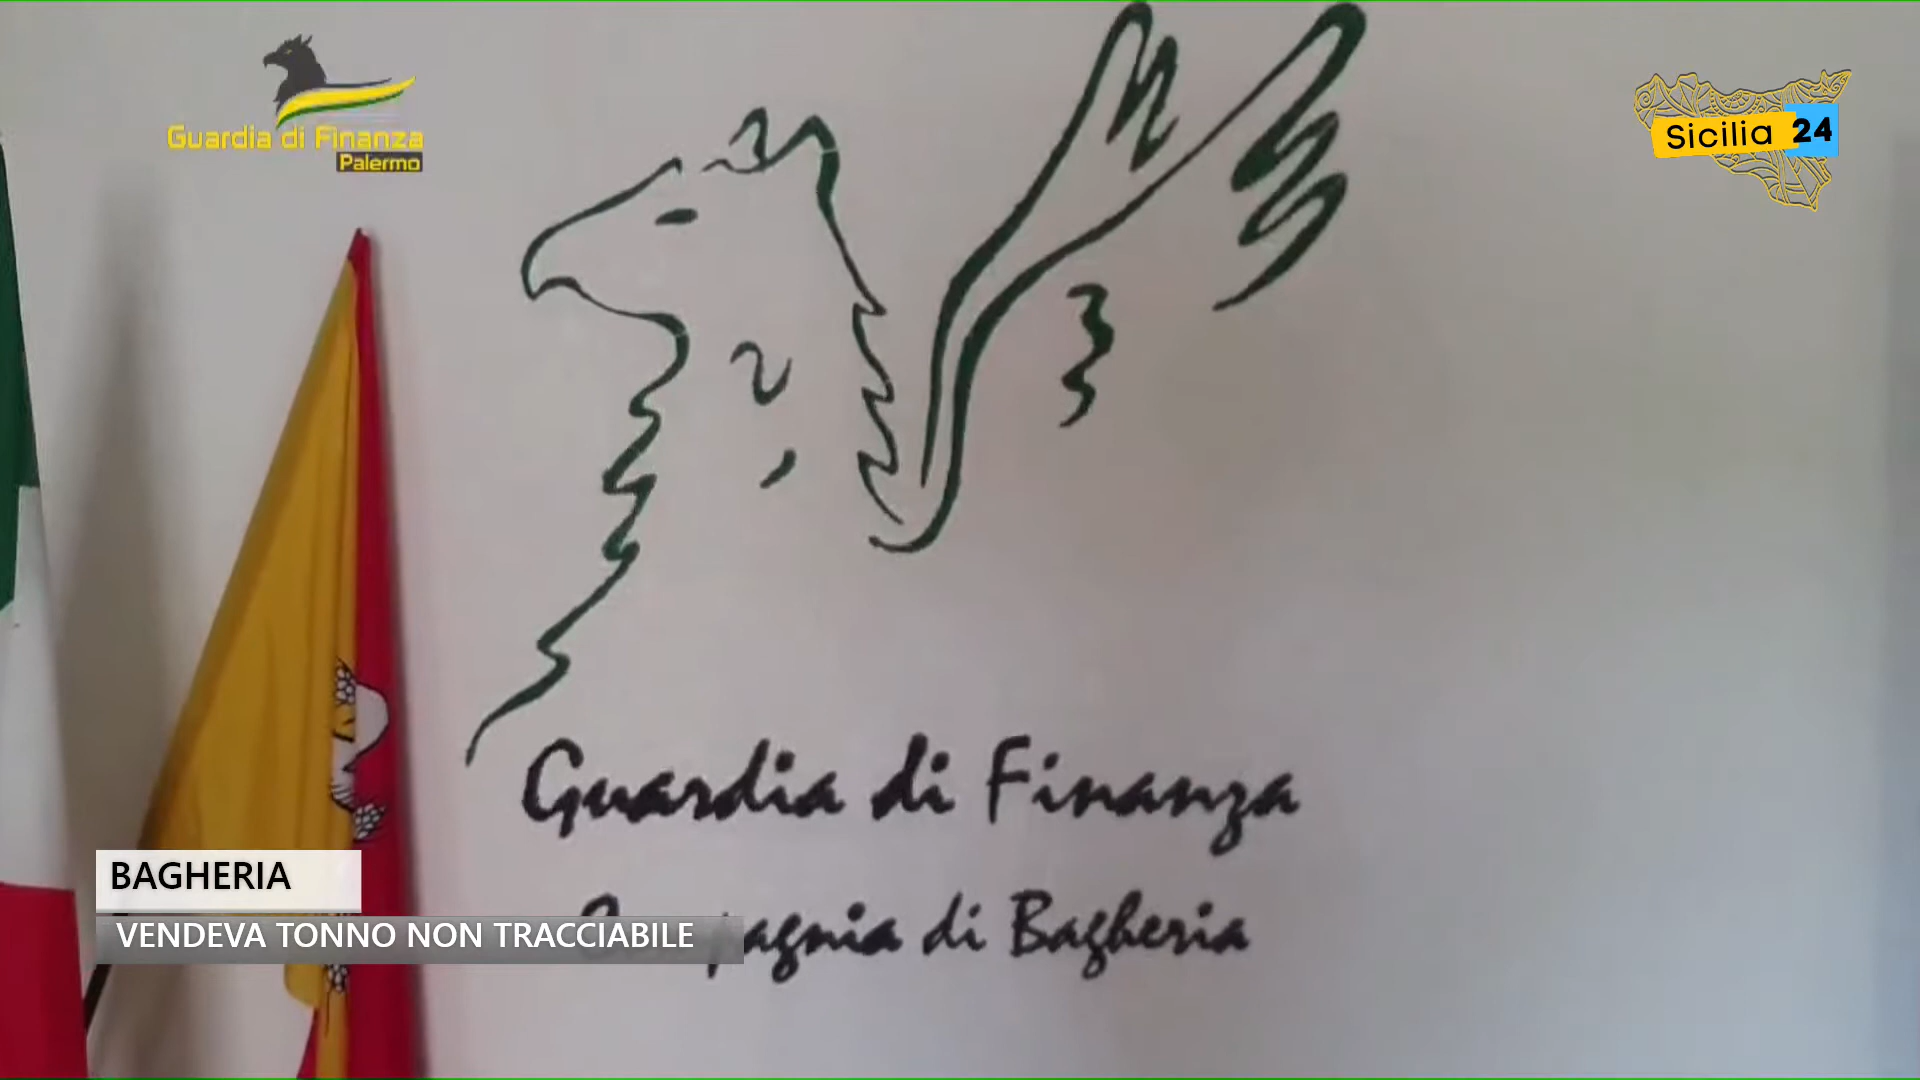 Guardia di Finanza
Palermo
Sicilia 24
Guardia di Finanza
di Bagheria
BAGHERIA
VENDEVA TONNO NON TRACCIABILE